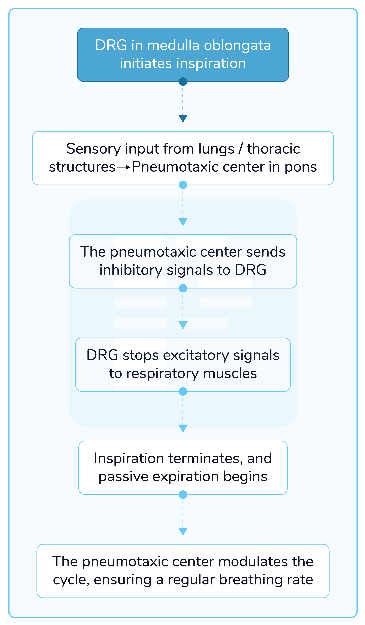 DRG in medulla oblongata
initiates inspiration
Sensory input from lungs / thoracic
structures→Pneumotaxic center in pons
The pneumotaxic center sends
inhibitory signals to DRG
DRG stops excitatory signals
to respiratory muscles
Inspiration terminates, and
passive expiration begins
The pneumotaxic center modulates the
cycle, ensuring a regular breathing rate